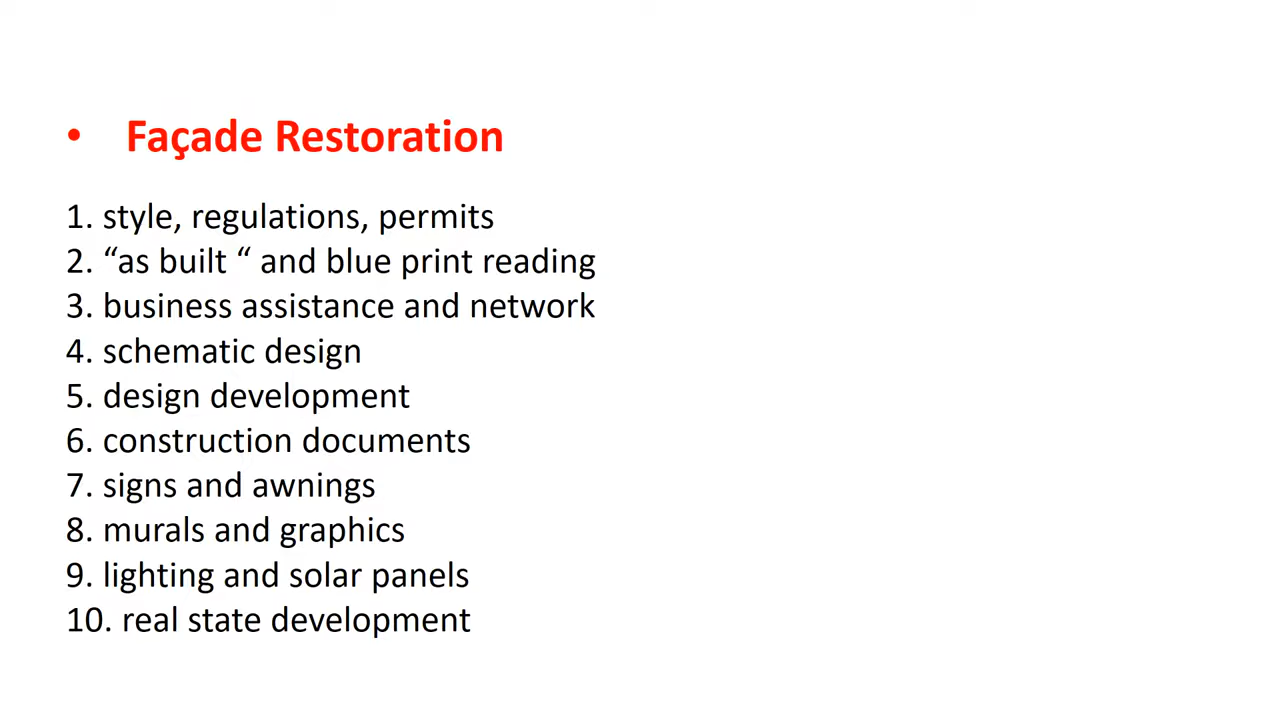 • Façade Restoration
1. style, regulations, permits
2. “as built “ and blue print reading
3. business assistance and network
4. schematic design
5. design development
6. construction documents
7. signs and awnings
8. murals and graphics
9. lighting and solar panels
10. real state development